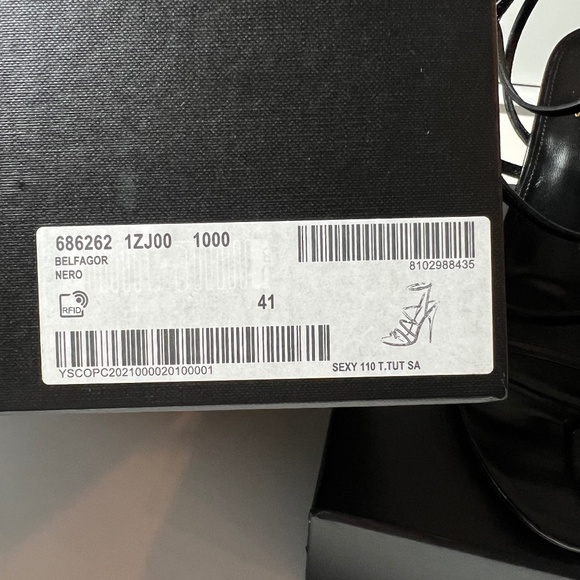 686262 1ZJ00 1000
8102988435
BELFAGOR
NERO
RFID
41
YSCOPC2021000020100001
SEXY 110 T.TUT SA